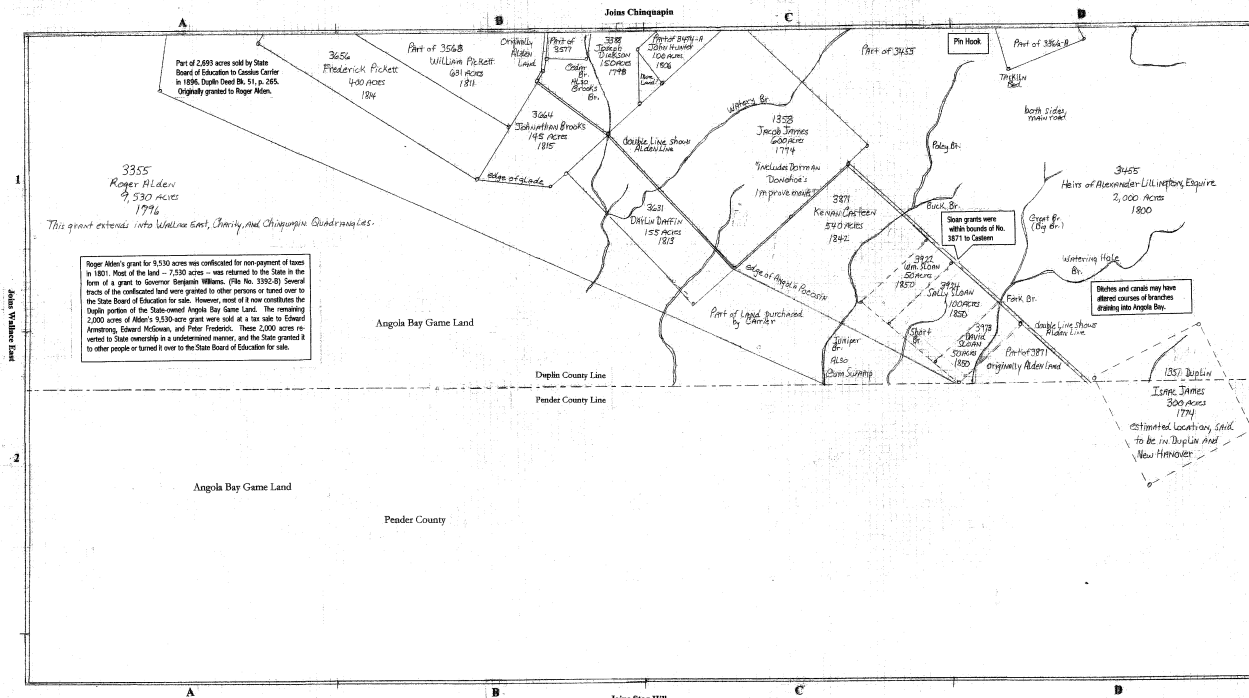 Joins Chinquapin
A
B
C
D
Part of 2,693 acres sold by State
Board of Education to Cassius Carrier
in 1896. Duplin Deed Bk. 51, p. 265.
Originally granted to Roger Alden.
3656
Frederick Pickett
400 Acres
1814
Part of 3568
William Pickett
631 Acres
1811
Originally
Alden
Land
Part of
3577
Cedar
Br.
Also
Brooks
Br.
3388
Joseph
Dickson
150 Acres
1798
Part of 3494-A
John Hunter
100 Acres
1806
Part of 3455
Pin Hook
Part of 3366-B
Tarkiln
Bed
both sides
main road
3664
Johnathan Brooks
195 Acres
1815
double Line shows
Alden Line
Watery Br.
1358
Jacob James
600 Acres
1774
"Includes Dorman
Donohoe's
Improvements"
Poley Br.
1
edge of glade
3355
Roger Alden
9,530 Acres
1796
This grant extends into Wallace East, Charity, and Chinquapin Quadrangles.
3455
Heirs of Alexander Lillington, Esquire
2,000 Acres
1800
3631
Daylin Daffin
155 Acres
1813
3871
Kenan Casteen
540 Acres
1842
Buck Br.
Sloan grants were
within bounds of No.
3871 to Casteen
Great Br.
(Big Br.)
Watering Hole
Br.
Roger Alden's grant for 9,530 acres was confiscated for non-payment of taxes
in 1801. Most of the land – 7,530 acres – was returned to the State in the
form of a grant to Governor Benjamin Williams. (File No. 3392-B) Several
tracts of the confiscated land were granted to other persons or tuned over to
the State Board of Education for sale. However, most of it now constitutes the
Duplin portion of the State-owned Angola Bay Game Land. The remaining
2,000 acres of Alden's 9,530-acre grant were sold at a tax sale to Edward
Armstrong, Edward McGowan, and Peter Frederick. These 2,000 acres re-
verted to State ownership in a undetermined manner, and the State granted it
to other people or turned it over to the State Board of Education for sale.
Joins Wallace East
Angola Bay Game Land
edge of Angola Pocosin
Part of Land purchased
by Carrier
3922
Wm. Sloan
50 Acres
1850
3924
Sally Sloan
100 Acres
1850
Fork Br.
Ditches and canals may have
altered courses of branches
draining into Angola Bay.
Juniper
Br.
Also
Gum Swamp
Short
Br.
3973
David
Sloan
50 Acres
1850
double Line shows
Alden Line
Part of 3871
originally Alden Land
Duplin County Line
Pender County Line
1351 Duplin
Isaac James
300 Acres
1774
estimated Location, said
to be in Duplin and
New Hanover
2
Angola Bay Game Land
Pender County
A
B
C
D